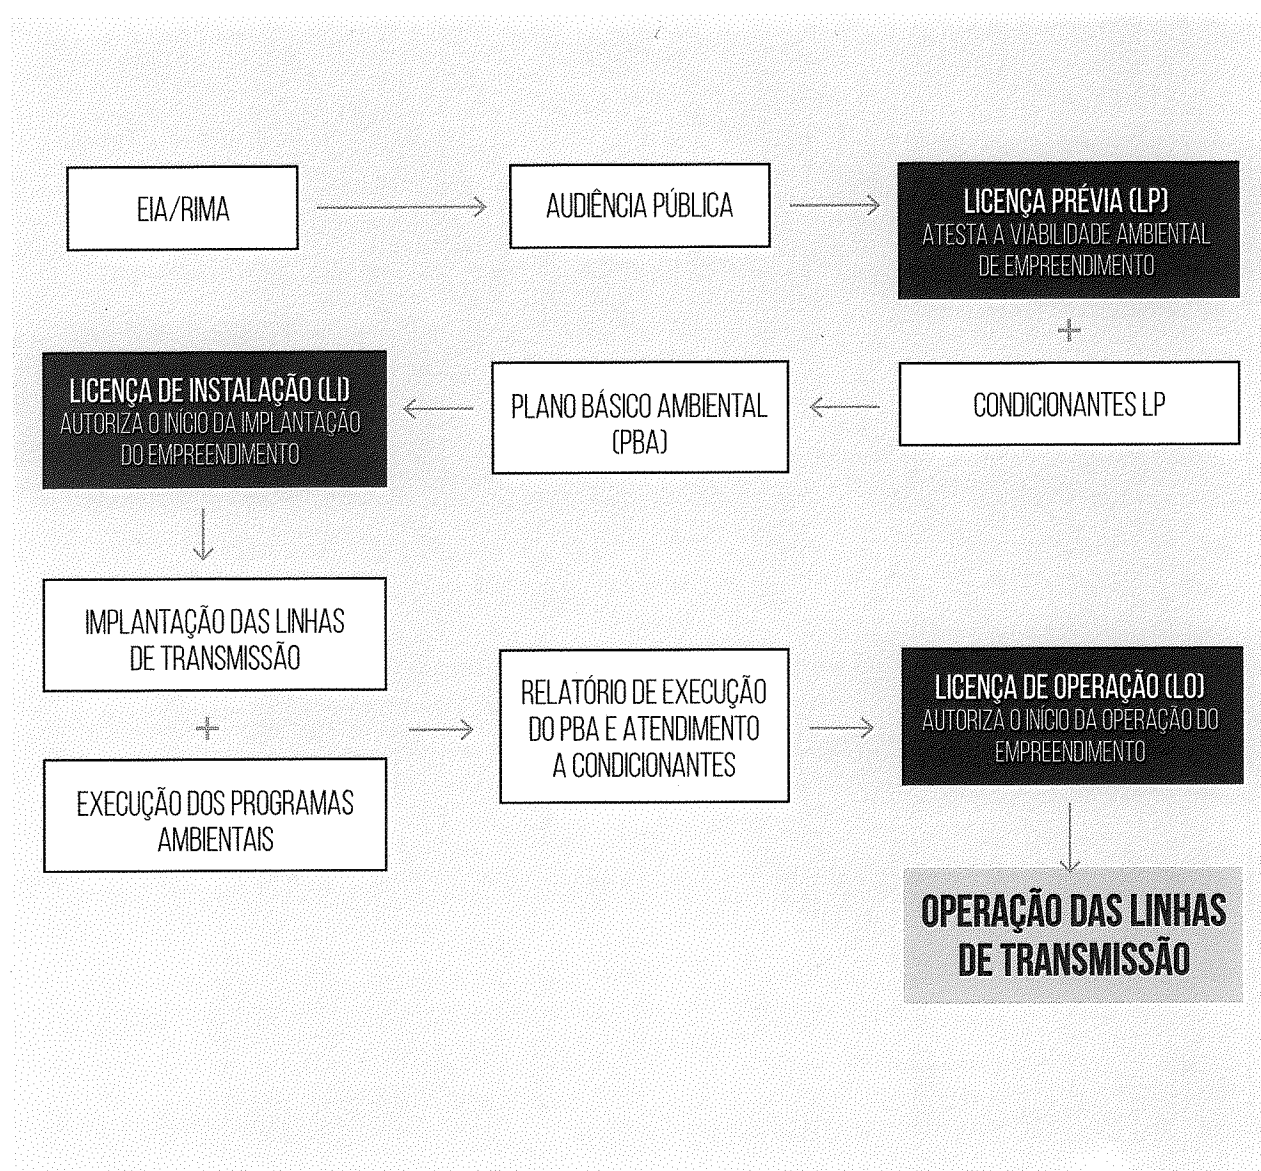 EIA/RIMA
AUDIÊNCIA PÚBLICA
LICENÇA PRÉVIA (LP)
ATESTA A VIABILIDADE AMBIENTAL
DE EMPREENDIMENTO
+
CONDICIONANTES LP
PLANO BÁSICO AMBIENTAL
(PBA)
LICENÇA DE INSTALAÇÃO (LI)
AUTORIZA O INÍCIO DA IMPLANTAÇÃO
DO EMPREENDIMENTO
IMPLANTAÇÃO DAS LINHAS
DE TRANSMISSÃO
+
EXECUÇÃO DOS PROGRAMAS
AMBIENTAIS
RELATÓRIO DE EXECUÇÃO
DO PBA E ATENDIMENTO
A CONDICIONANTES
LICENÇA DE OPERAÇÃO (LO)
AUTORIZA O INÍCIO DA OPERAÇÃO DO
EMPREENDIMENTO
OPERAÇÃO DAS LINHAS
DE TRANSMISSÃO